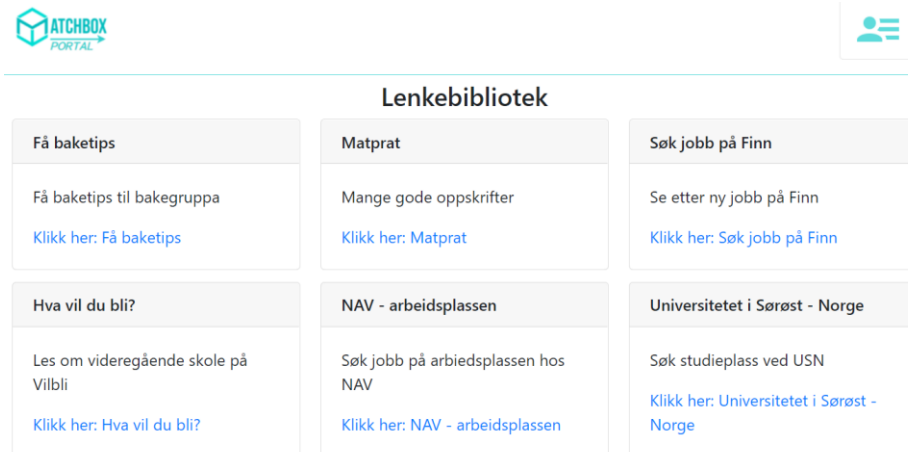 ATCHBOX
PORTAL
Lenkebibliotek
Få baketips
Få baketips til bakegruppa
Klikk her: Få baketips
Matprat
Mange gode oppskrifter
Klikk her: Matprat
Søk jobb på Finn
Se etter ny jobb på Finn
Klikk her: Søk jobb på Finn
Hva vil du bli?
Les om videregående skole på
Vilbli
Klikk her: Hva vil du bli?
NAV - arbeidsplassen
Søk jobb på arbiedsplassen hos
NAV
Klikk her: NAV - arbeidsplassen
Universitetet i Sørøst - Norge
Søk studieplass ved USN
Klikk her: Universitetet i Sørøst -
Norge